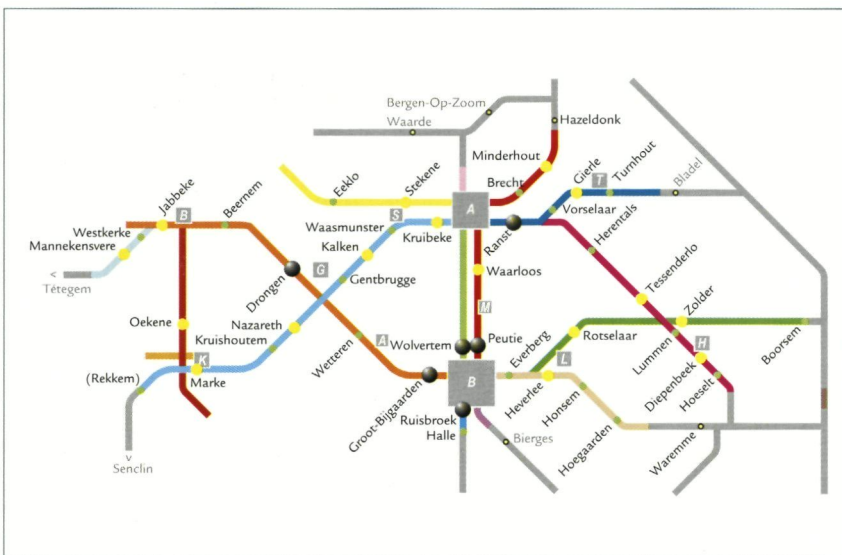 Bergen-Op-Zoom
Waarde
Hazeldonk
Minderhout
Brecht
Eeklo
Stekene
A
Gierle
T
Turnhout
Bladel
Vorselaar
Jabbeke
B
Beernem
Westkerke
Mannekensvere
<
Tétegem
Waasmunster
S
Kruibeke
Kalken
Ranst
Herentals
Waarloos
Drongen
G
Gentbrugge
Tessenderlo
Zolder
M
Oekene
Nazareth
Kruishoutem
Wetteren
A
Wolvertem
Peutie
Everberg
Rotselaar
Lummen
H
Boorsem
K
(Rekkem)
Marke
Groot-Bijgaarden
B
L
Heverlee
Honsem
Diepenbeek
Hoeselt
Ruisbroek
Halle
Bierges
Hoegaarden
Waremme
v
Senclin